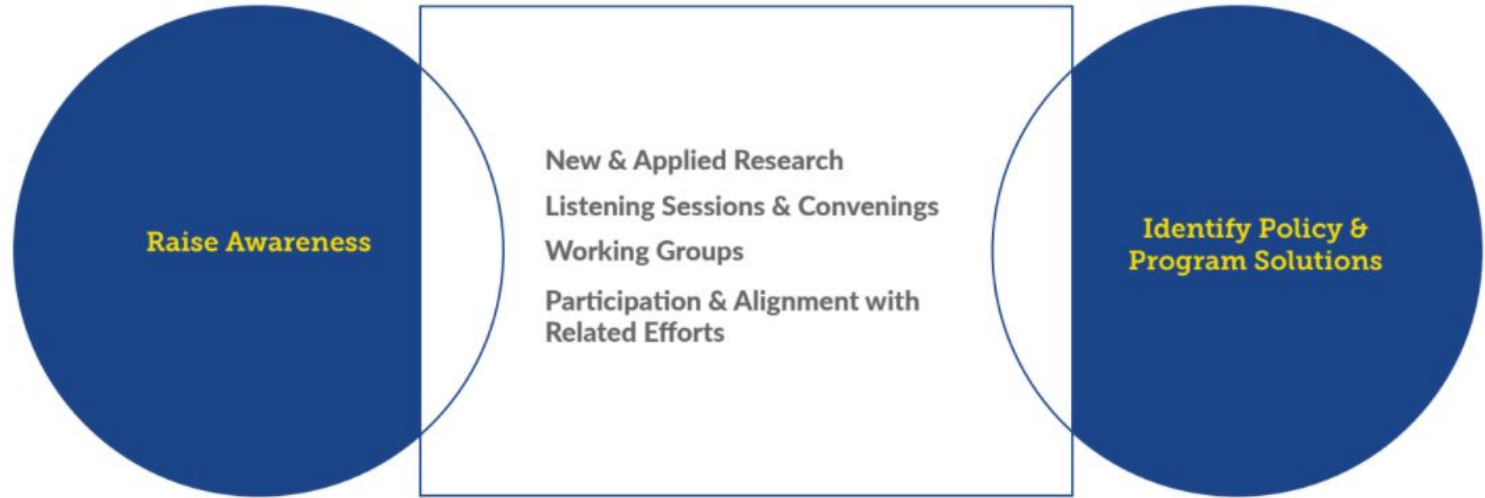 Raise Awareness
New & Applied Research
Listening Sessions & Convenings
Working Groups
Participation & Alignment with
Related Efforts
Identify Policy &
Program Solutions